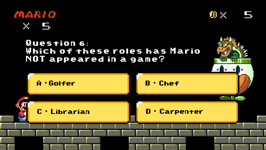 MARIO
x 5
x 5
Question 6:
Which of these roles has Mario
NOT appeared in a game?
A·Golfer
B·Chef
C·Librarian
D·Carpenter